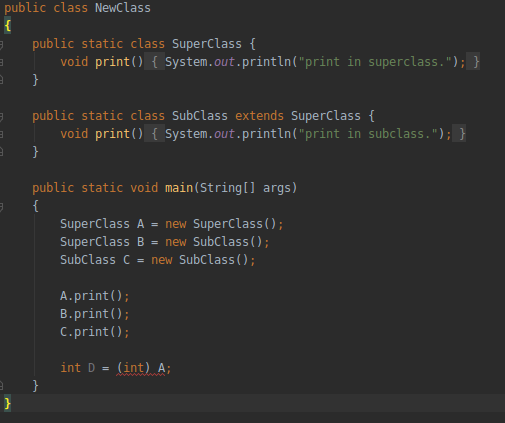 public class NewClass
{
public static class SuperClass {
void print() { System.out.println("print in superclass."); }
}
public static class SubClass extends SuperClass {
void print() { System.out.println("print in subclass."); }
}
public static void main(String[] args)
{
SuperClass A = new SuperClass();
SuperClass B = new SubClass();
SubClass C = new SubClass();
A.print();
B.print();
C.print();
int D = (int) A;
}
}